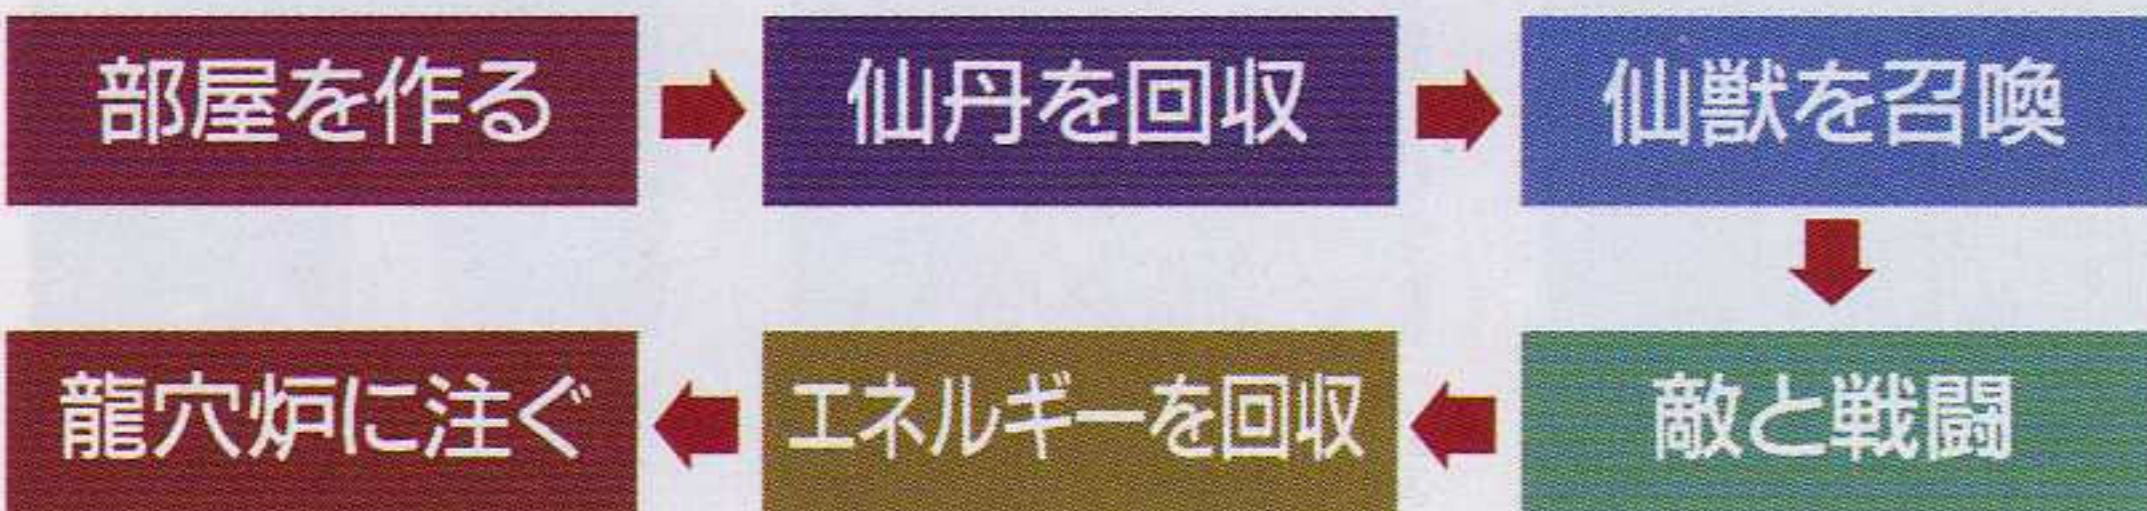 部屋を作る
仙丹を回収
仙獣を召喚
敵と戦闘
エネルギーを回収
龍穴炉に注ぐ